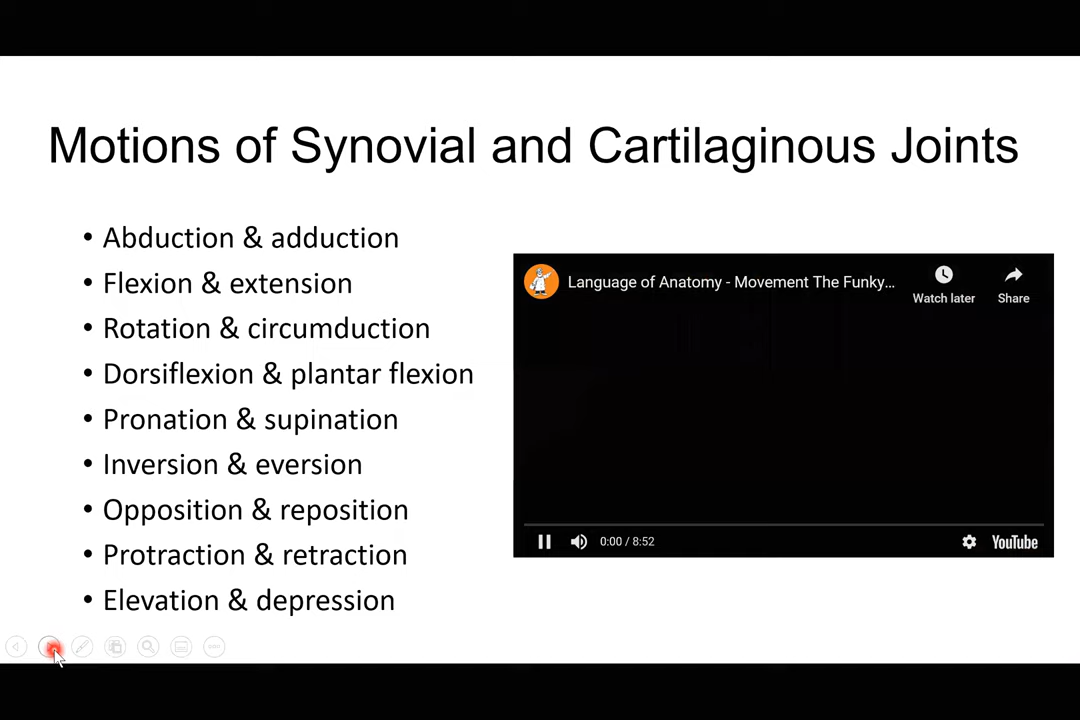 Motions of Synovial and Cartilaginous Joints
• Abduction & adduction
• Flexion & extension
• Rotation & circumduction
• Dorsiflexion & plantar flexion
• Pronation & supination
• Inversion & eversion
• Opposition & reposition
• Protraction & retraction
• Elevation & depression
Language of Anatomy - Movement The Funky...
Watch later
Share
0:00 / 8:52
YouTube